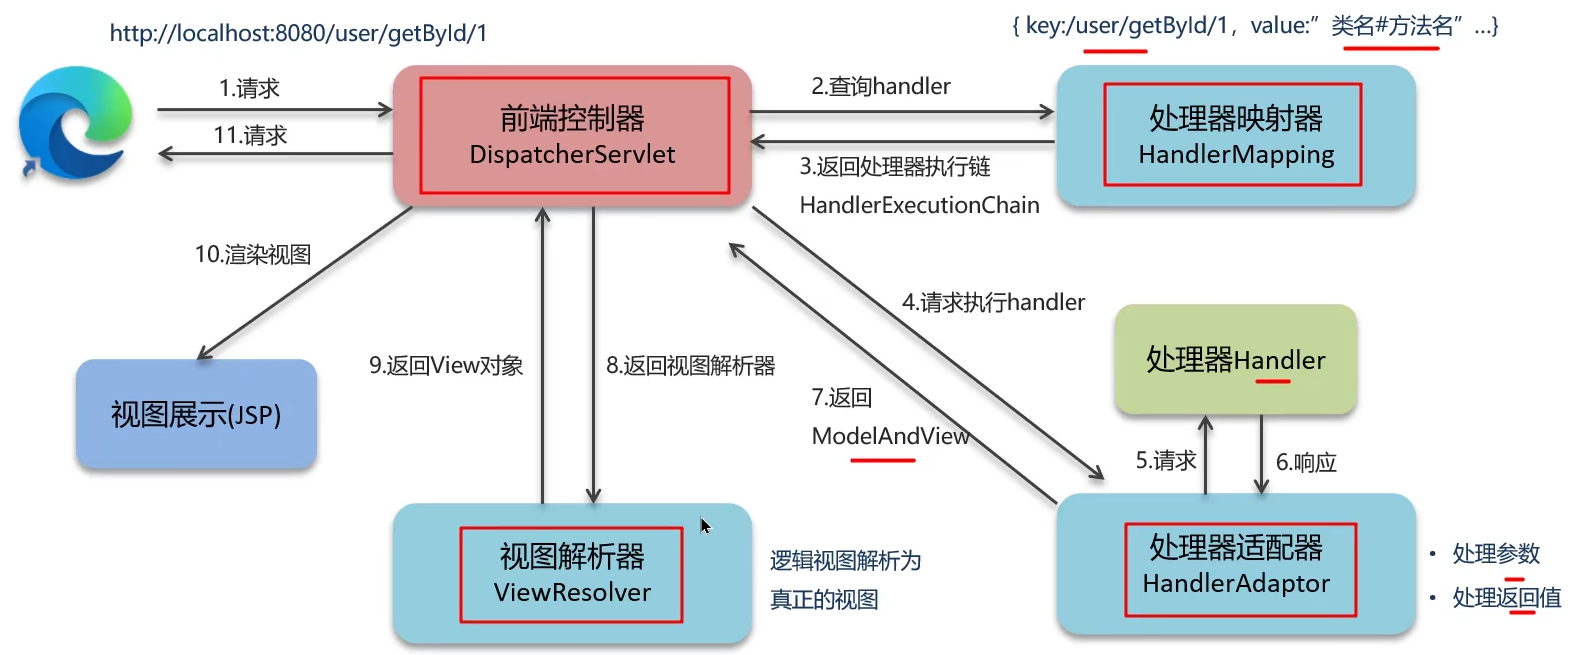 http://localhost:8080/user/getById/1
{ key:/user/getById/1，value:”类名#方法名”...}
1.请求
11.请求
前端控制器
DispatcherServlet
2.查询handler
3.返回处理器执行链
HandlerExecutionChain
处理器映射器
HandlerMapping
10.渲染视图
4.请求执行handler
处理器Handler
9.返回View对象
8.返回视图解析器
7.返回
ModelAndView
视图展示(JSP)
5.请求
6.响应
视图解析器
ViewResolver
逻辑视图解析为
真正的视图
处理器适配器
HandlerAdaptor
• 处理参数
• 处理返回值